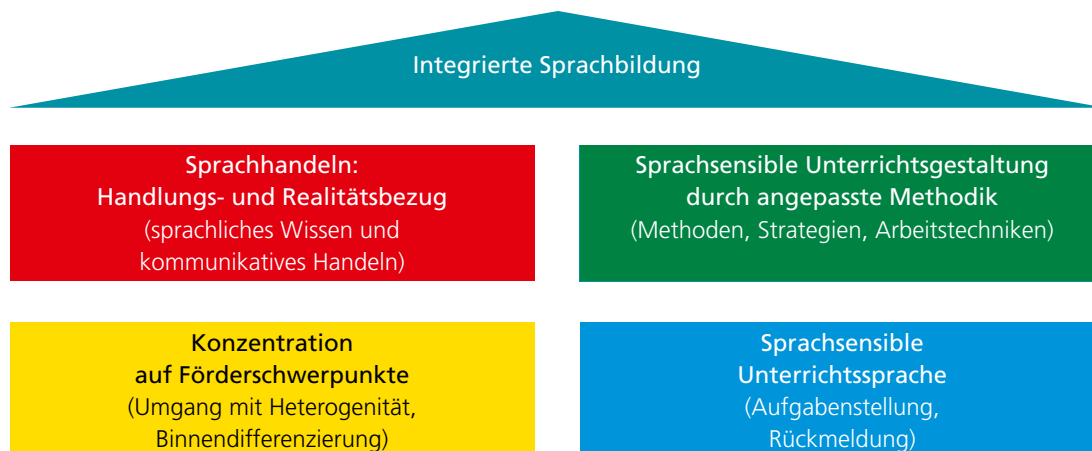 Integrierte Sprachbildung
Sprachhandeln:
Handlungs- und Realitätsbezug
(sprachliches Wissen und
kommunikatives Handeln)
Sprachsensible Unterrichtsgestaltung
durch angepasste Methodik
(Methoden, Strategien, Arbeitstechniken)
Konzentration
auf Förderschwerpunkte
(Umgang mit Heterogenität,
Binnendifferenzierung)
Sprachsensible
Unterrichtssprache
(Aufgabenstellung,
Rückmeldung)